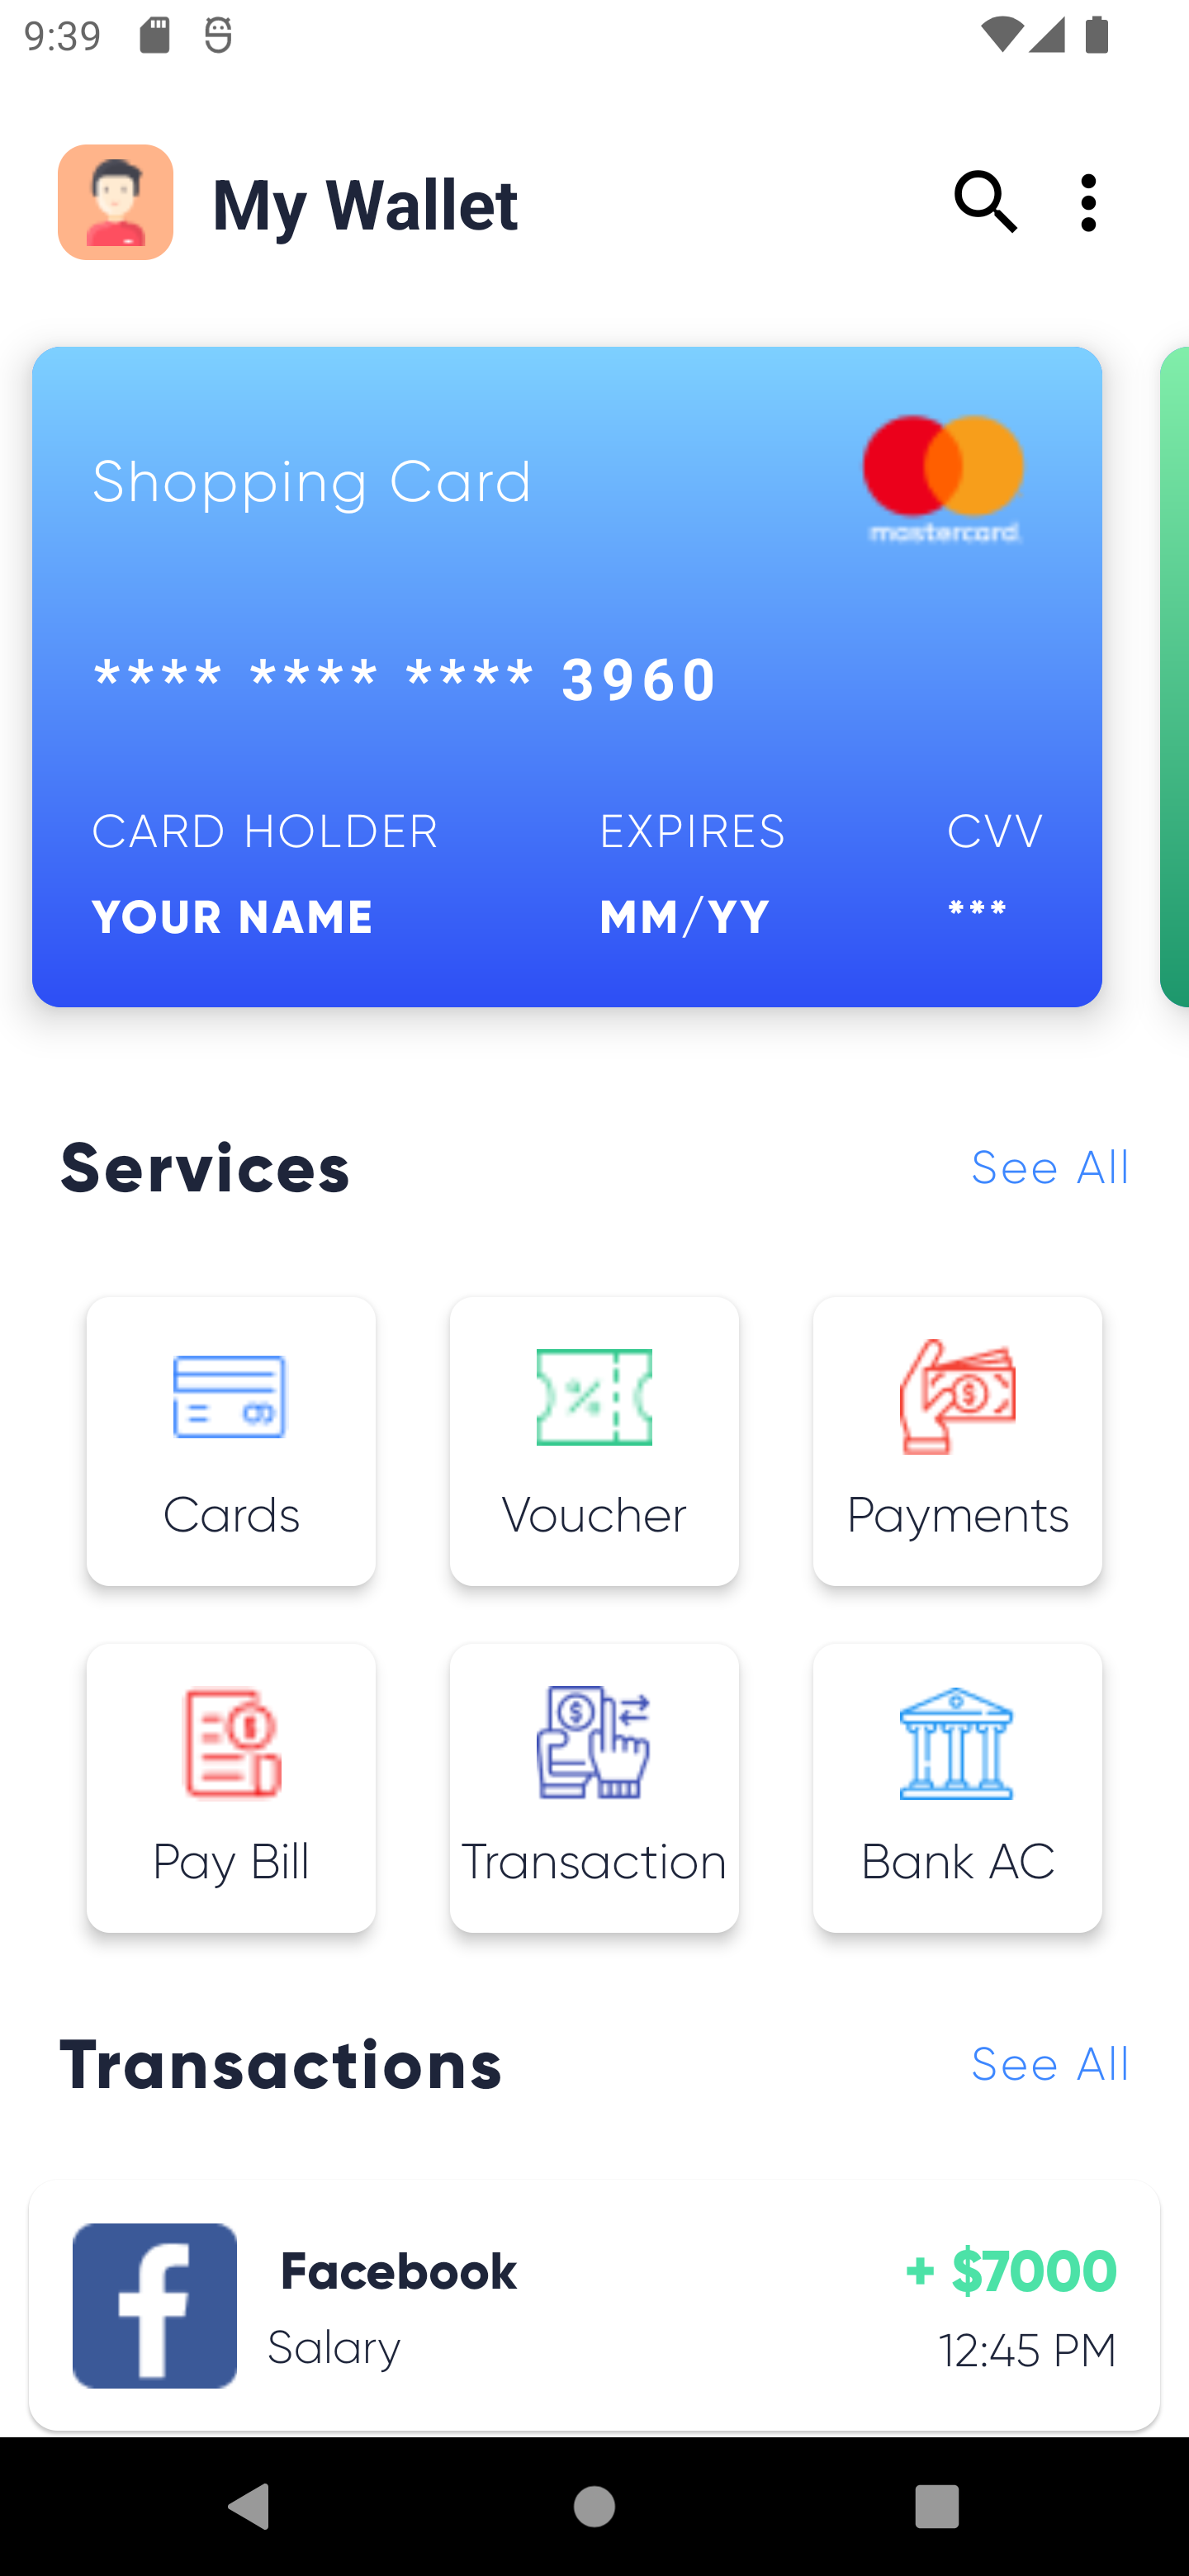 9:39
My Wallet
Shopping Card
mastercard.
**** **** **** 3960
CARD HOLDER EXPIRES CVV
YOUR NAME MM/YY ***
Services See All
Cards Voucher Payments
Pay Bill Transaction Bank AC
Transactions See All
Facebook + $7000
Salary 12:45 PM